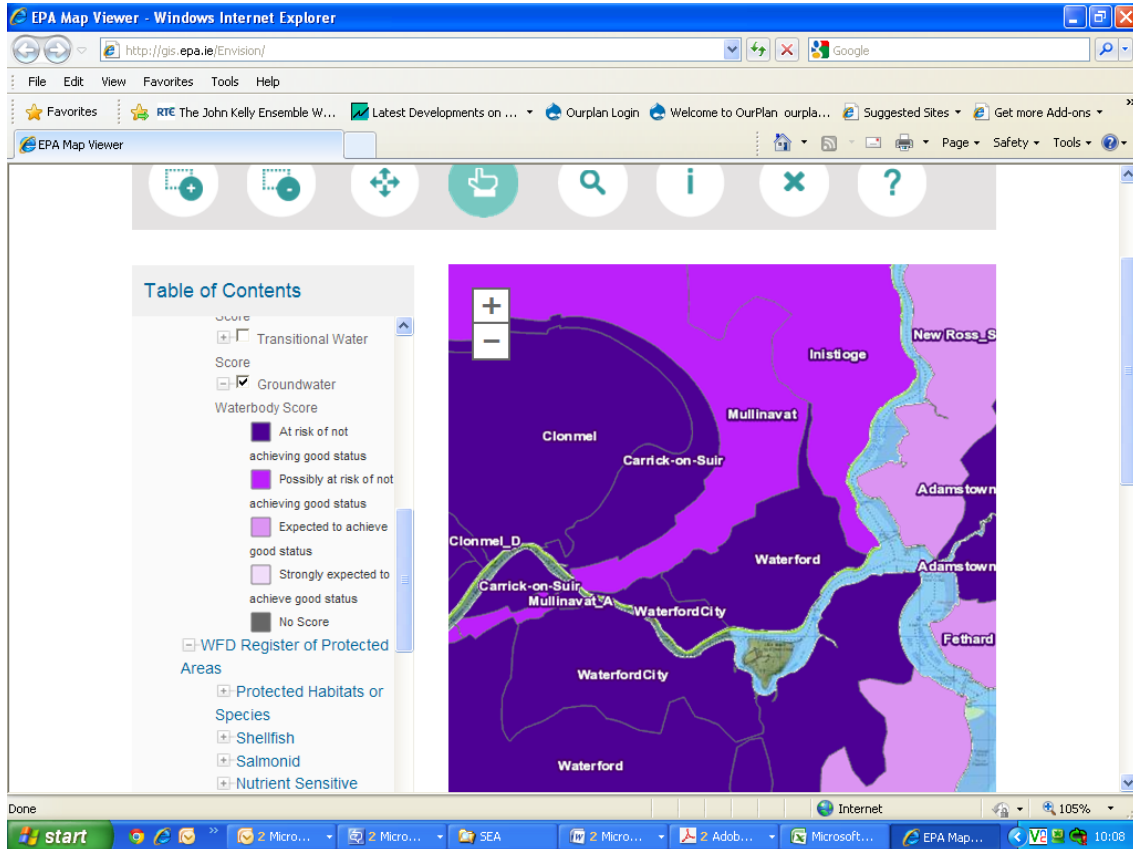 EPA Map Viewer - Windows Internet Explorer
http://gis.epa.ie/Envision/
Google
File Edit View Favorites Tools Help
Favorites RTÉ The John Kelly Ensemble W... Latest Developments on ... Ourplan Login Welcome to OurPlan ourpla... Suggested Sites Get more Add-ons »
EPA Map Viewer
Page Safety Tools
i
?
Table of Contents
Score
Transitional Water
Score
Groundwater
Waterbody Score
At risk of not
achieving good status
Possibly at risk of not
achieving good status
Expected to achieve
good status
Strongly expected to
achieve good status
No Score
WFD Register of Protected
Areas
Protected Habitats or
Species
Shellfish
Salmonid
Nutrient Sensitive
+
−
New Ross_S
Inistioge
Mullinavat
Clonmel
Carrick-on-Suir
Adamstown
Clonmel_D
Waterford
Adamstown
Carrick-on-Suir
Mullinavat_A
WaterfordCity
Fethard
WaterfordCity
Waterford
Done
Internet
105%
start » 2 Micro... 2 Micro... SEA 2 Micro... 2 Adob... Microsoft... EPA Map... 10:08